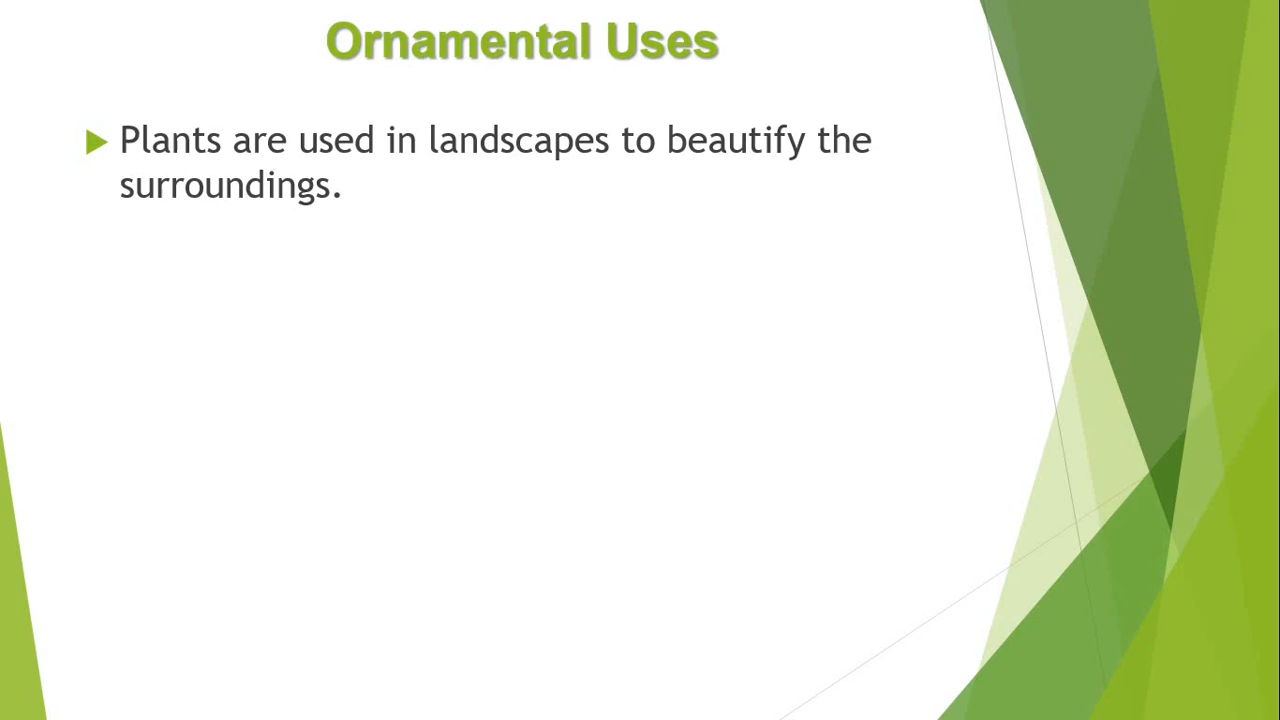 Ornamental Uses
Plants are used in landscapes to beautify the
surroundings.